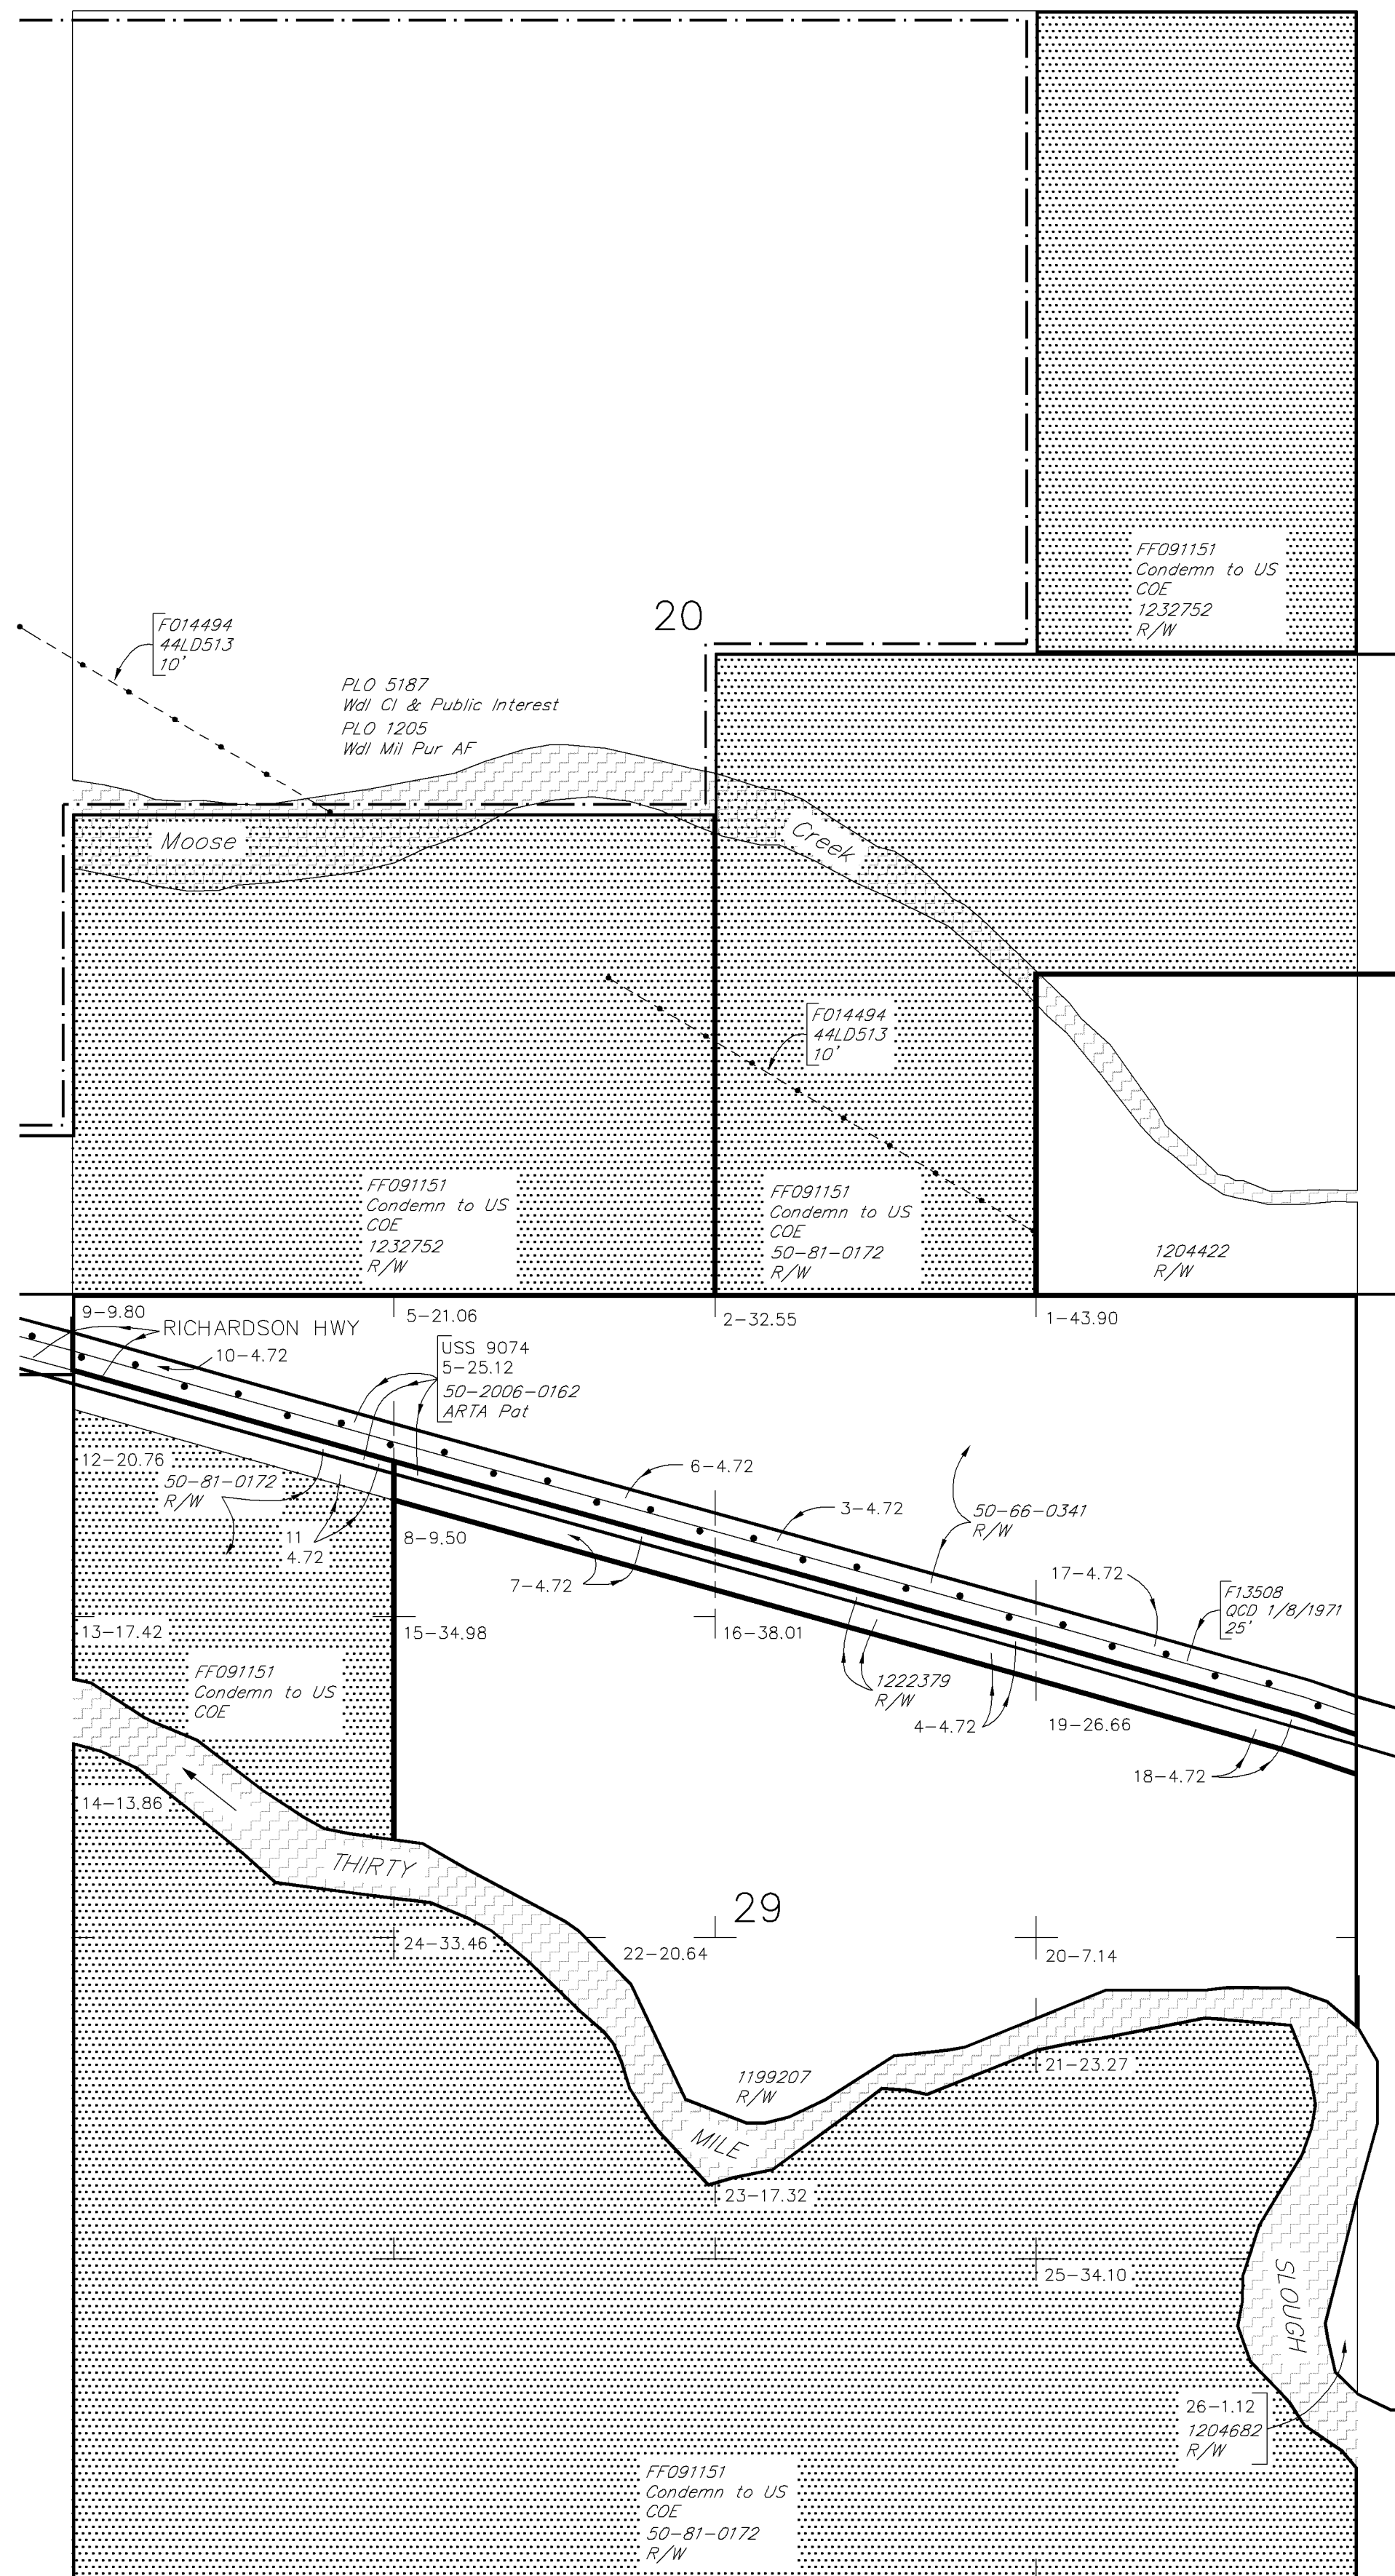 FF091151
Condemn to US
COE
1232752
R/W
20
F014494
44LD513
10'
PLO 5187
Wdl Cl & Public Interest
PLO 1205
Wdl Mil Pur AF
Moose
Creek
F014494
44LD513
10'
FF091151
Condemn to US
COE
1232752
R/W
FF091151
Condemn to US
COE
50-81-0172
R/W
1204422
R/W
9-9.80
5-21.06
2-32.55
1-43.90
RICHARDSON HWY
10-4.72
USS 9074
5-25.12
50-2006-0162
ARTA Pat
12-20.76
50-81-0172
R/W
6-4.72
3-4.72
50-66-0341
R/W
11
4.72
8-9.50
7-4.72
17-4.72
F13508
QCD 1/8/1971
25'
13-17.42
15-34.98
16-38.01
FF091151
Condemn to US
COE
1222379
R/W
4-4.72
19-26.66
18-4.72
14-13.86
THIRTY
29
24-33.46
22-20.64
20-7.14
1199207
R/W
21-23.27
MILE
23-17.32
25-34.10
SLOUGH
26-1.12
1204682
R/W
FF091151
Condemn to US
COE
50-81-0172
R/W